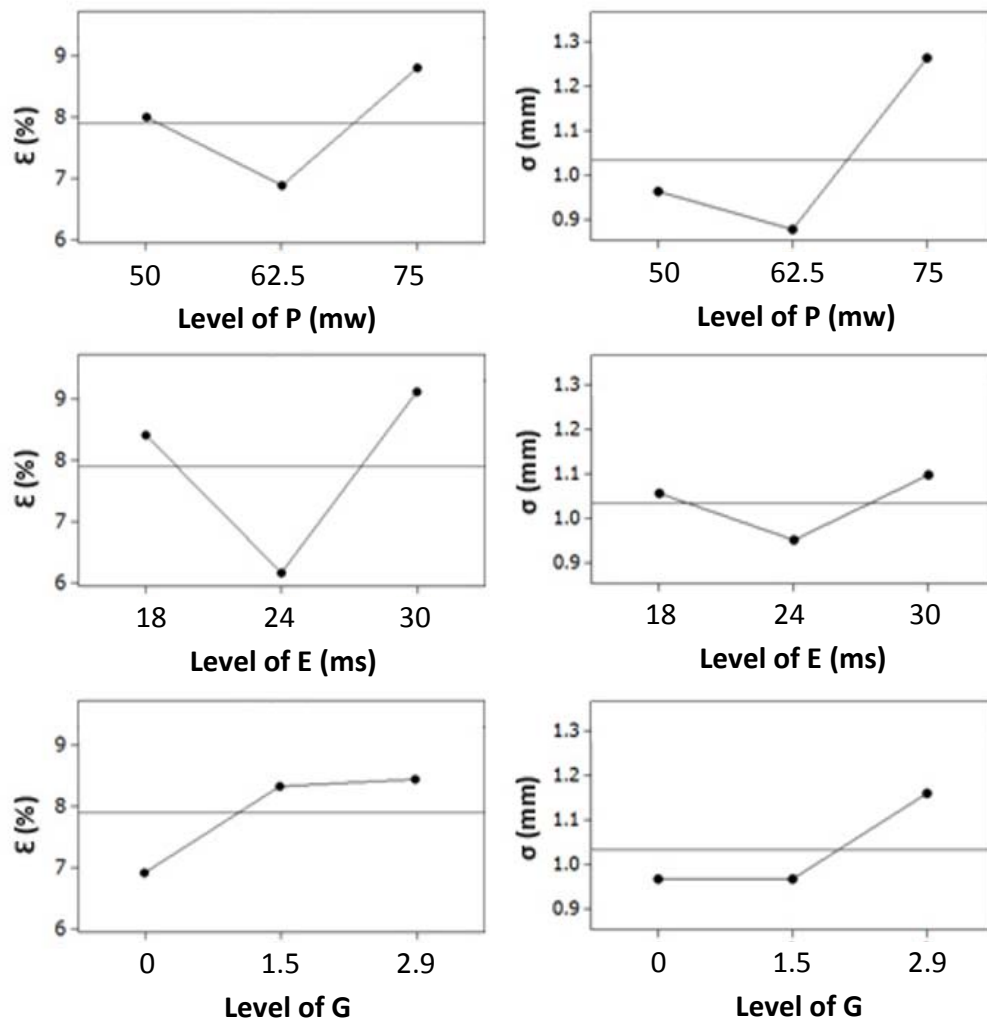 9
8
7
6
ε (%)
50 62.5 75
Level of P (mw)
1.3
1.2
1.1
1.0
0.9
σ (mm)
50 62.5 75
Level of P (mw)
9
8
7
6
ε (%)
18 24 30
Level of E (ms)
1.3
1.2
1.1
1.0
0.9
σ (mm)
18 24 30
Level of E (ms)
9
8
7
6
ε (%)
0 1.5 2.9
Level of G
1.3
1.2
1.1
1.0
0.9
σ (mm)
0 1.5 2.9
Level of G